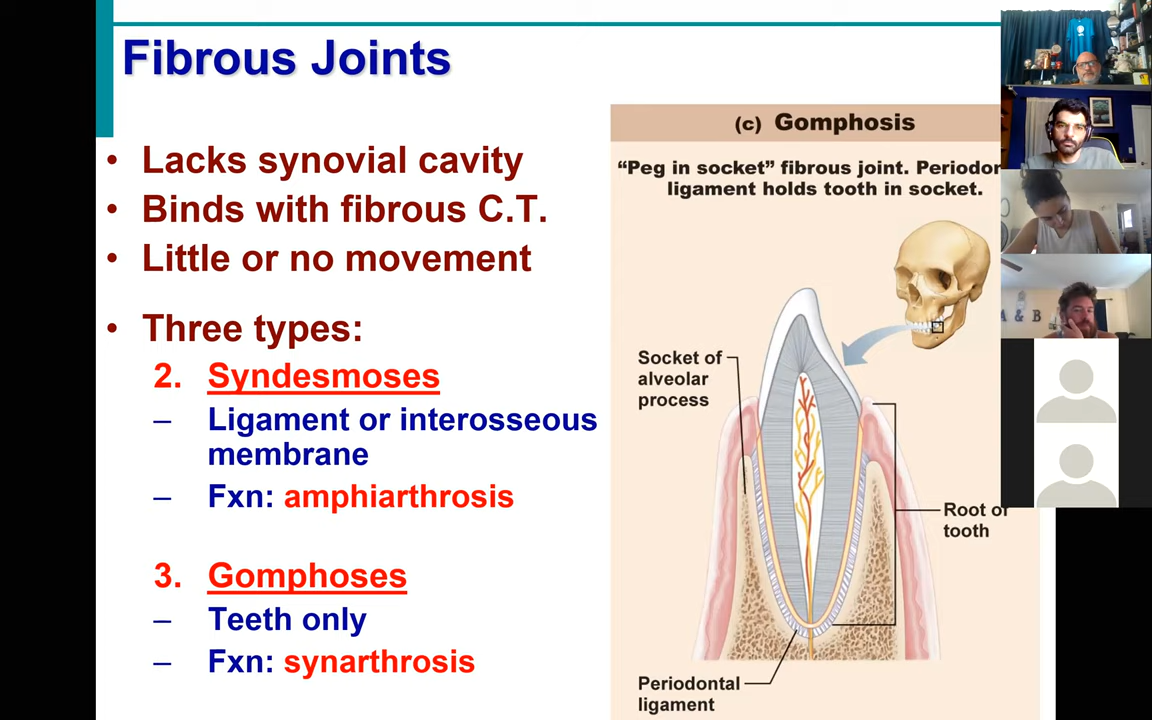 Fibrous Joints
• Lacks synovial cavity
• Binds with fibrous C.T.
• Little or no movement
• Three types:
2. Syndesmoses
– Ligament or interosseous
membrane
– Fxn: amphiarthrosis
3. Gomphoses
– Teeth only
– Fxn: synarthrosis
(c) Gomphosis
“Peg in socket” fibrous joint.
ligament holds tooth in socket.
Socket of
alveolar
process
Root of
tooth
Periodontal
ligament
A & B